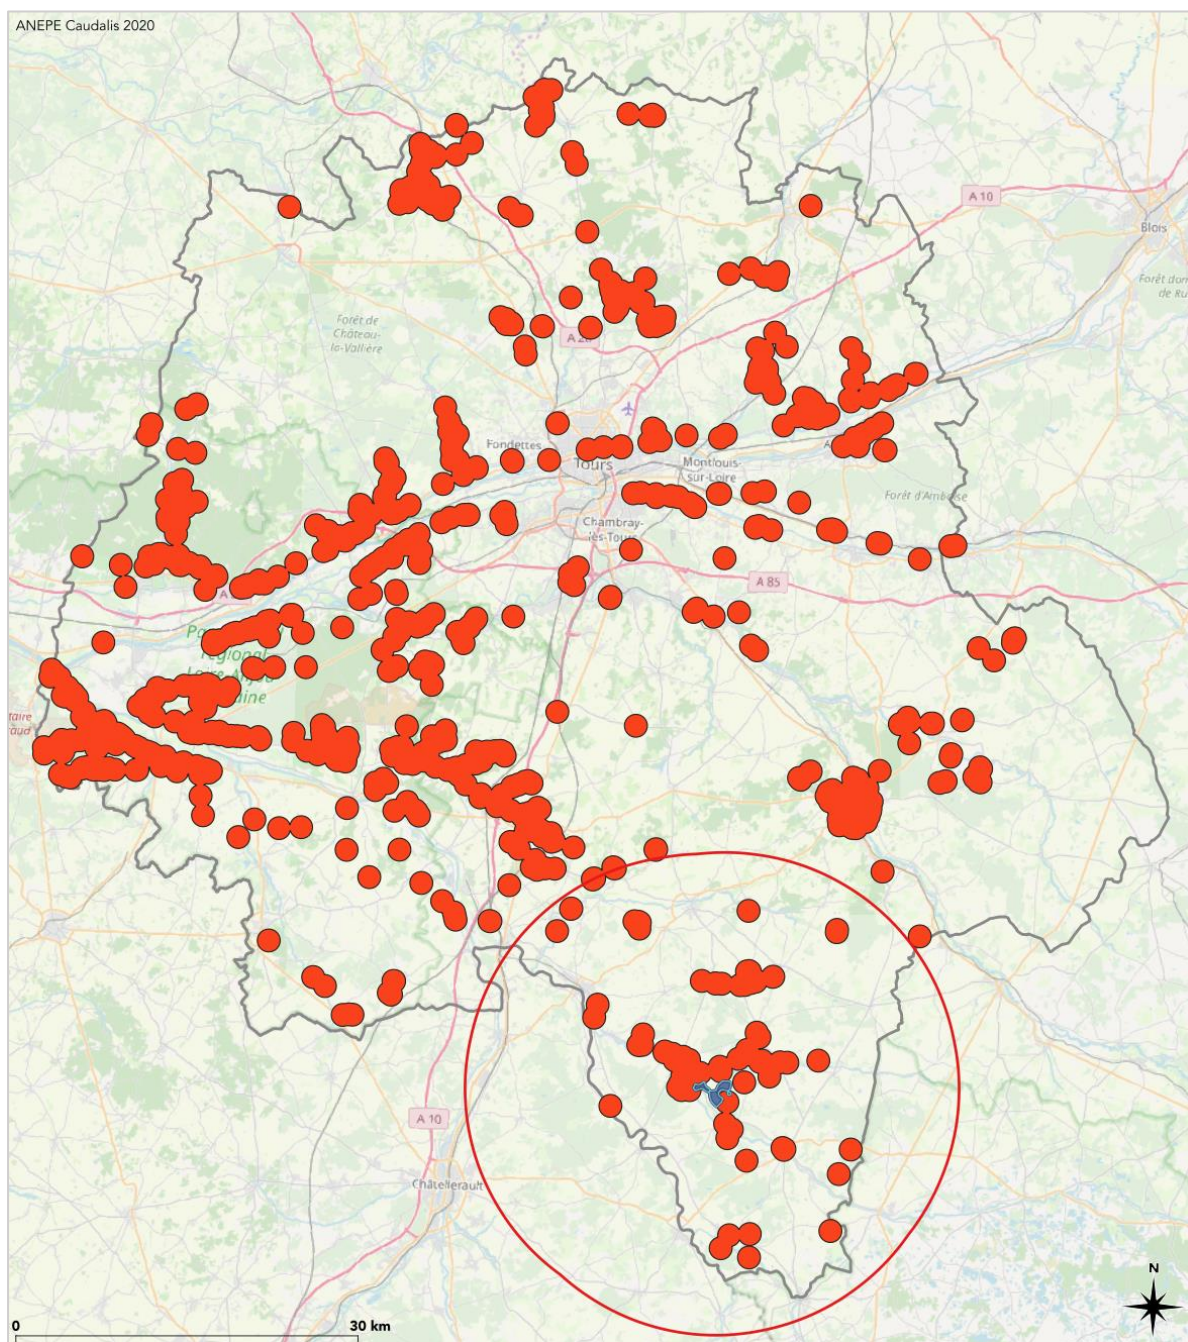 ANEPE Caudalis 2020
A 10
Blois
Forêt de
Château-
la-Vallière
Fondettes
Tours
Montlouis-
sur-Loire
Forêt d'Amboise
Chambray-
lès-Tours
A 85
régional
A 10
Châtellerault
N
0
30 km